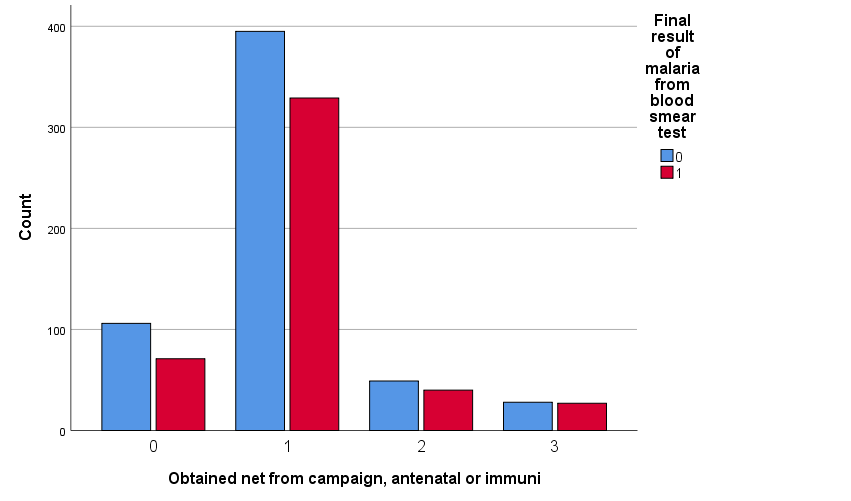 400
300
200
100
0
Count
0 1 2 3
Obtained net from campaign, antenatal or immuni
Final
result
of
malaria
from
blood
smear
test
0
1